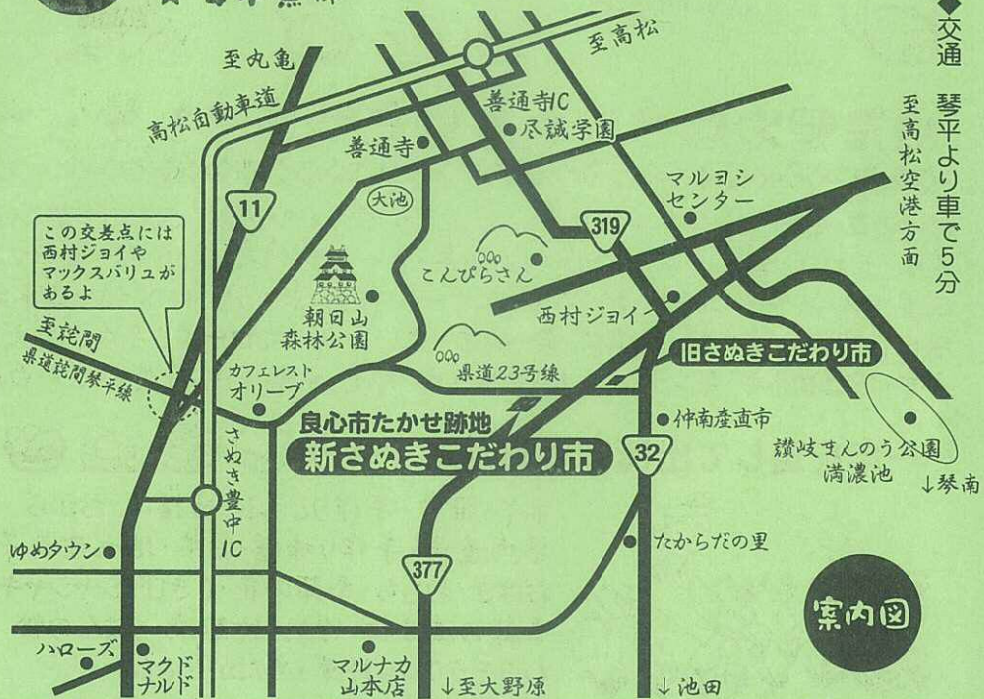 ◆交通　琴平より車で5分
至高松空港方面
至丸亀
至高松
高松自動車道
善通寺IC
尽誠学園
善通寺
大池
11
319
マルヨシ
センター
この交差点には
西村ジョイや
マックスバリュが
あるよ
こんぴらさん
朝日山
森林公園
西村ジョイ
至詫間
県道詫間琴平線
カフェレスト
オリーブ
県道23号線
旧さぬきこだわり市
良心市たかせ跡地
新さぬきこだわり市
仲南産直市
32
讃岐まんのう公園
満濃池
↓琴南
さぬき豊中IC
ゆめタウン
377
たからだの里
案内図
ハローズ
マクド
ナルド
マルナカ
山本店
↓至大野原
↓池田